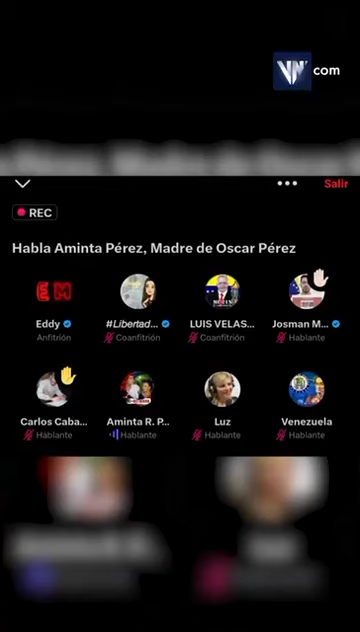 VN com
Salir
REC
Habla Aminta Pérez, Madre de Oscar Pérez
EM
Eddy
#Libertad...
LUIS VELAS...
Josman M...
Anfitrión
Coanfitrión
Coanfitrión
Hablante
Carlos Caba...
Aminta R. P...
Luz
Venezuela
Hablante
Hablante
Hablante
Hablante